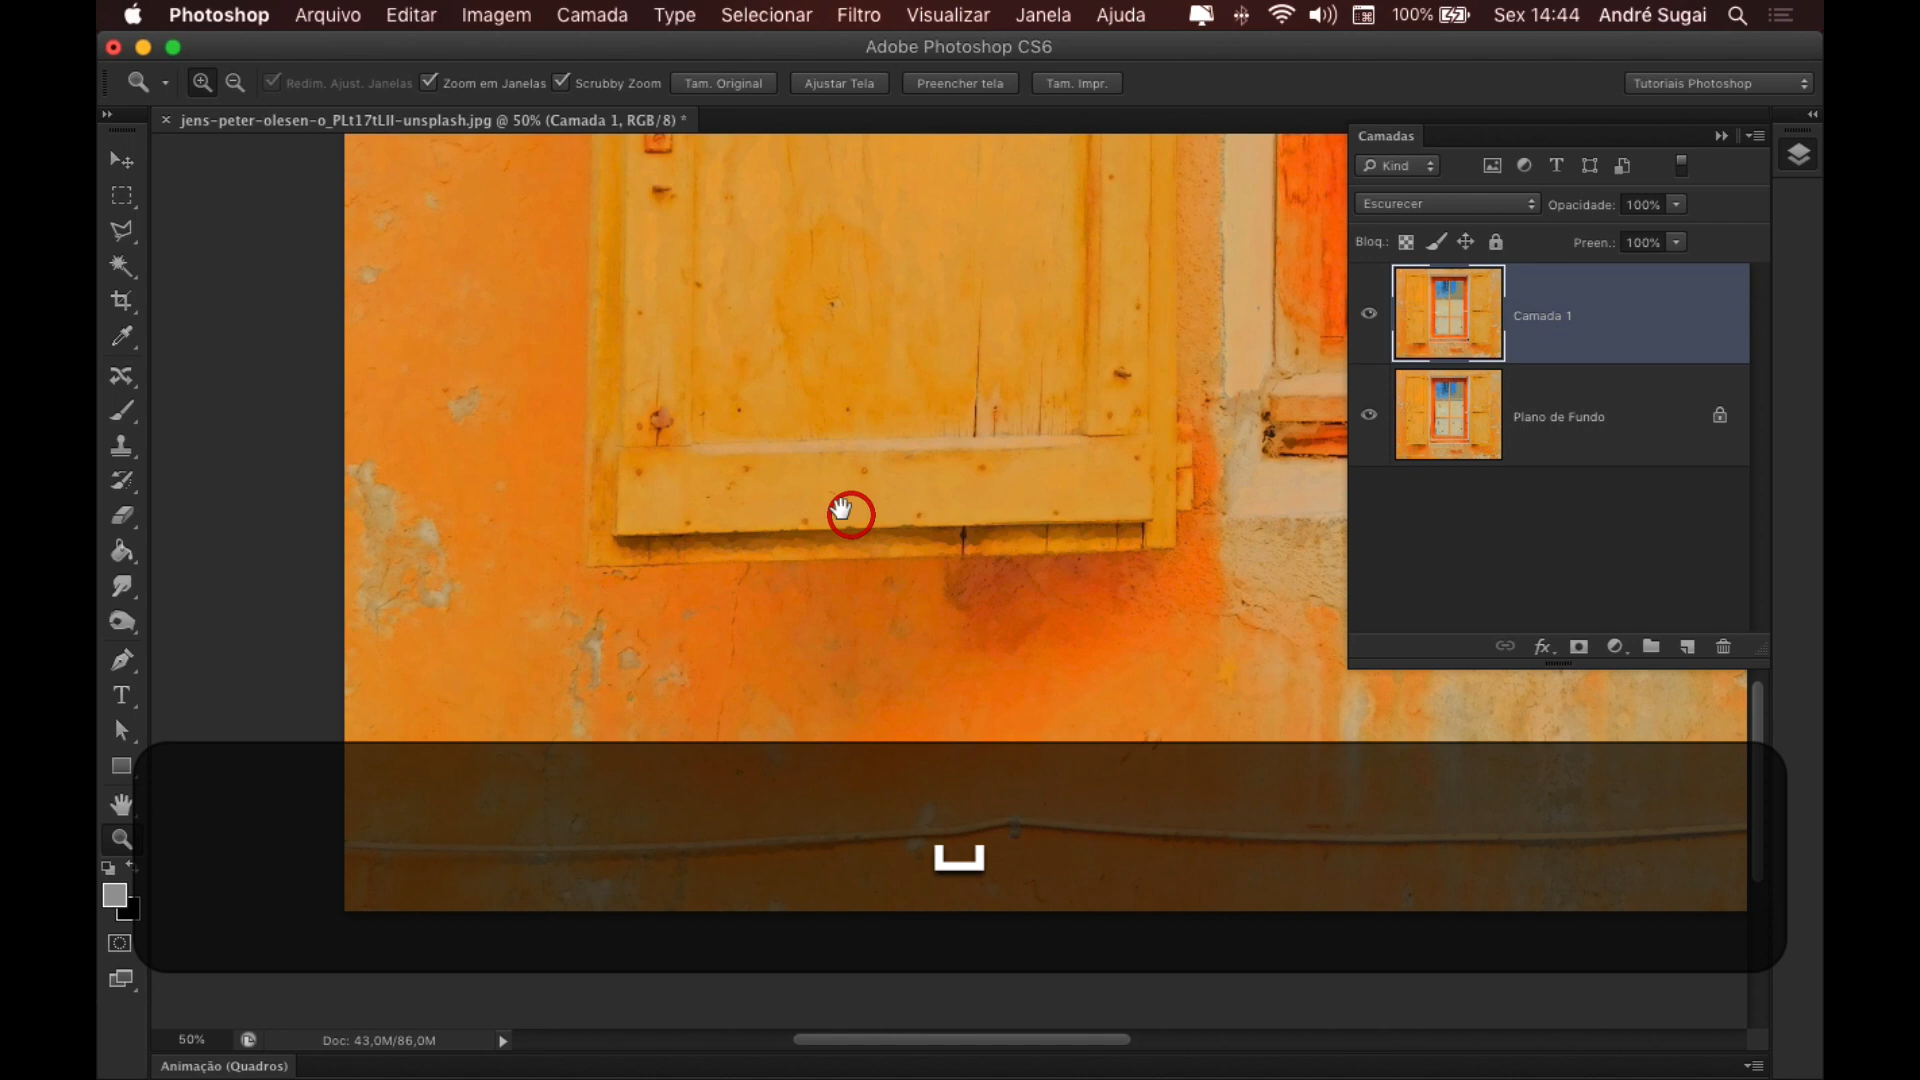 Photoshop Arquivo Editar Imagem Camada Type Selecionar Filtro Visualizar Janela Ajuda 100% Sex 14:44 André Sugai
Adobe Photoshop CS6
Redim. Ajust. Janelas Zoom em Janelas Scrubby Zoom Tam. Original Ajustar Tela Preencher tela Tam. Impr. Tutoriais Photoshop
jens-peter-olesen-o_PLt17tLII-unsplash.jpg @ 50% (Camada 1, RGB/8) *
Camadas
Kind
Escurecer Opacidade: 100%
Bloq.: Preen.: 100%
Camada 1
Plano de Fundo
50% Doc: 43,0M/86,0M
Animação (Quadros)